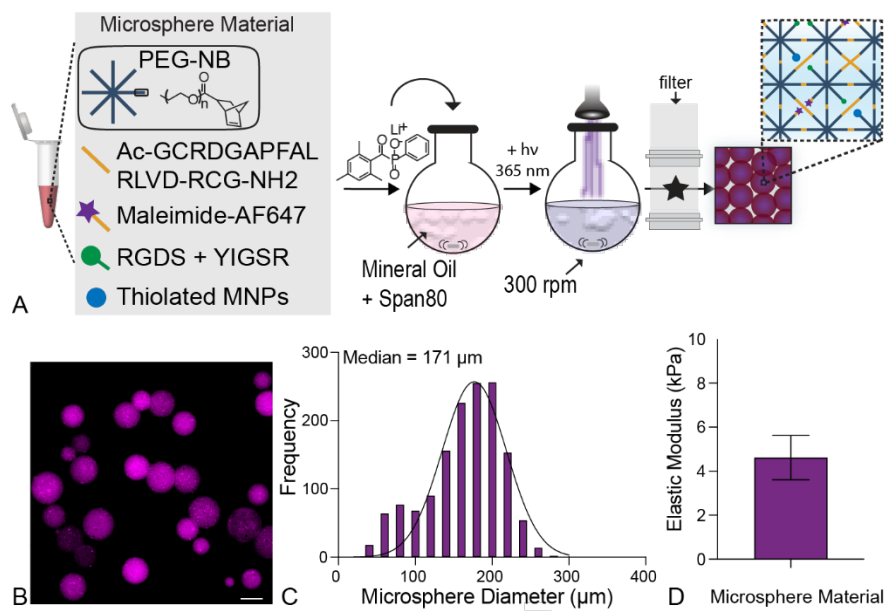 Microsphere Material
PEG-NB
O
O
n
Ac-GCRDGAPFAL
RLVD-RCG-NH2
Maleimide-AF647
RGDS + YIGSR
Thiolated MNPs
A
Li+
O
O
O
P
-
Mineral Oil
+ Span80
+ hν
365 nm
300 rpm
filter
B
Median = 171 µm
Frequency
300
200
100
0
0
100
200
300
400
Microsphere Diameter (µm)
C
Elastic Modulus (kPa)
10
8
6
4
2
0
Microsphere Material
D